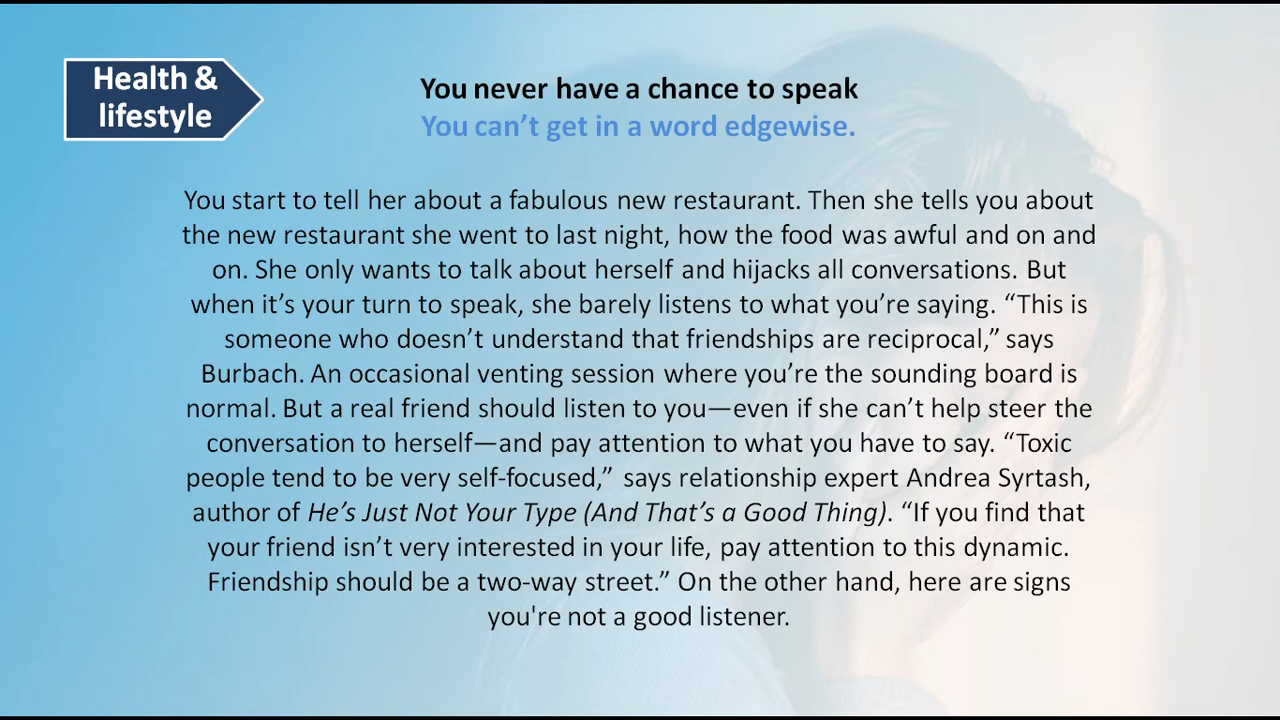 Health &
lifestyle
You never have a chance to speak
You can’t get in a word edgewise.
You start to tell her about a fabulous new restaurant. Then she tells you about
the new restaurant she went to last night, how the food was awful and on and
on. She only wants to talk about herself and hijacks all conversations. But
when it’s your turn to speak, she barely listens to what you’re saying. “This is
someone who doesn’t understand that friendships are reciprocal,” says
Burbach. An occasional venting session where you’re the sounding board is
normal. But a real friend should listen to you—even if she can’t help steer the
conversation to herself—and pay attention to what you have to say. “Toxic
people tend to be very self-focused,” says relationship expert Andrea Syrtash,
author of He’s Just Not Your Type (And That’s a Good Thing). “If you find that
your friend isn’t very interested in your life, pay attention to this dynamic.
Friendship should be a two-way street.” On the other hand, here are signs
you're not a good listener.